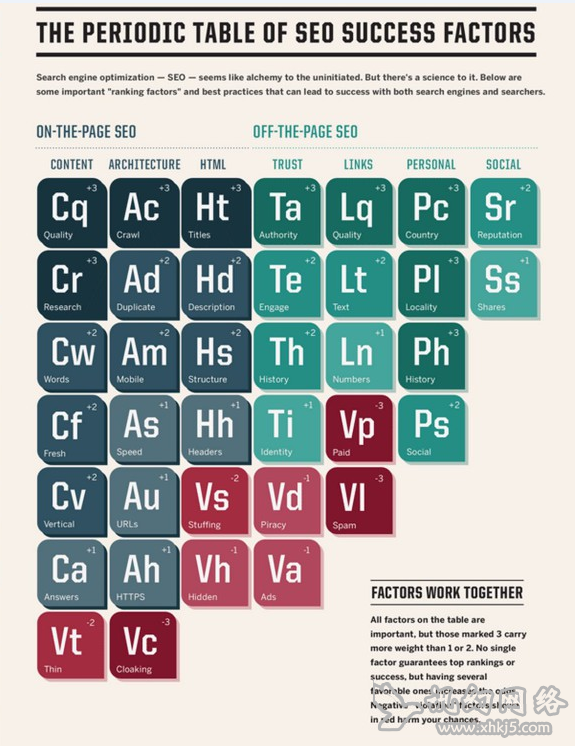 THE PERIODIC TABLE OF SEO SUCCESS FACTORS
Search engine optimization — SEO — seems like alchemy to the uninitiated. But there's a science to it. Below are
some important "ranking factors" and best practices that can lead to success with both search engines and searchers.
ON-THE-PAGE SEO
OFF-THE-PAGE SEO
CONTENT ARCHITECTURE HTML TRUST LINKS PERSONAL SOCIAL
+3 +3 +3 +3 +3 +3 +2
Cq Ac Ht Ta Lq Pc Sr
Quality Crawl Titles Authority Quality Country Reputation
+3 +2 +2 +2 +2 +3 +1
Cr Ad Hd Te Lt Pl Ss
Research Duplicate Description Engage Text Locality Shares
+2 +2 +2 +2 +1 +3
Cw Am Hs Th Ln Ph
Words Mobile Structure History Numbers History
+2 +1 +1 +1 -3 +2
Cf As Hh Ti Vp Ps
Fresh Speed Headers Identity Paid Social
+2 +1 -2 -1 -3
Cv Au Vs Vd Vl
Vertical URLs Stuffing Piracy Spam
+1 +1 -1 -1
Ca Ah Vh Va
Answers HTTPS Hidden Ads
-2 -3
Vt Vc
Thin Cloaking
FACTORS WORK TOGETHER
All factors on the table are
important, but those marked 3 carry
more weight than 1 or 2. No single
factor guarantees top rankings or
success, but having several
favorable ones increases the odds.
Negative "violation" factors shown
in red harm your chances.
www.xhkj5.com